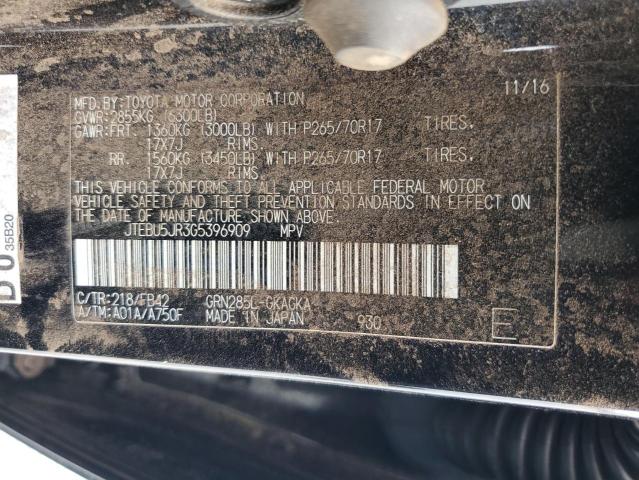 MFD.BY:TOYOTA MOTOR CORPORATION 11/16
GVWR:2855KG (6300LB)
GAWR:FRT. 1360KG (3000LB) WITH P265/70R17 TIRES,
17X7J RIMS,
RR. 1560KG (3450LB) WITH P265/70R17 TIRES,
17X7J RIMS,
THIS VEHICLE CONFORMS TO ALL APPLICABLE FEDERAL MOTOR
VEHICLE SAFETY AND THEFT PREVENTION STANDARDS IN EFFECT ON
THE DATE OF MANUFACTURE SHOWN ABOVE.
JTEBU5JR3G5396909 MPV
C/TR:218/FB42 GRN285L-GKAGKA
A/TM:A01A/A750F MADE IN JAPAN 930 E
35B20